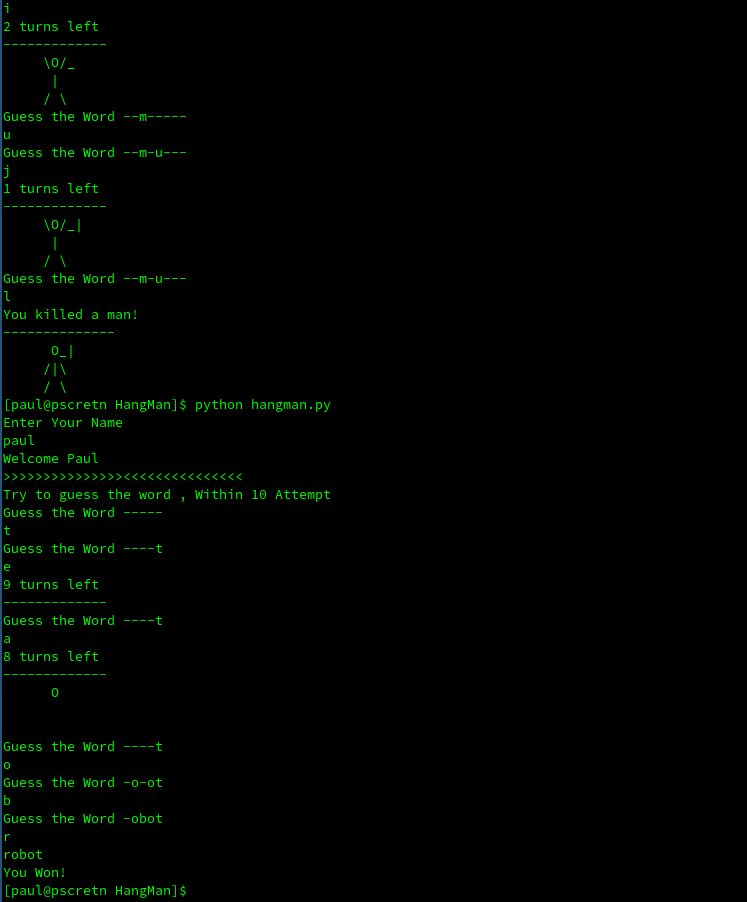 i
2 turns left
-------------
     \O/_
      |
     / \
Guess the Word --m-----
u
Guess the Word --m-u---
j
1 turns left
-------------
     \O/_|
      |
     / \
Guess the Word --m-u---
l
You killed a man!
--------------
      O_|
     /|\
     / \
[paul@pscretn HangMan]$ python hangman.py
Enter Your Name
paul
Welcome Paul
>>>>>>>>>>>>>>><<<<<<<<<<<<<<<
Try to guess the word , Within 10 Attempt
Guess the Word -----
t
Guess the Word ----t
e
9 turns left
-------------
Guess the Word ----t
a
8 turns left
-------------
      O
Guess the Word ----t
o
Guess the Word -o-ot
b
Guess the Word -obot
r
robot
You Won!
[paul@pscretn HangMan]$